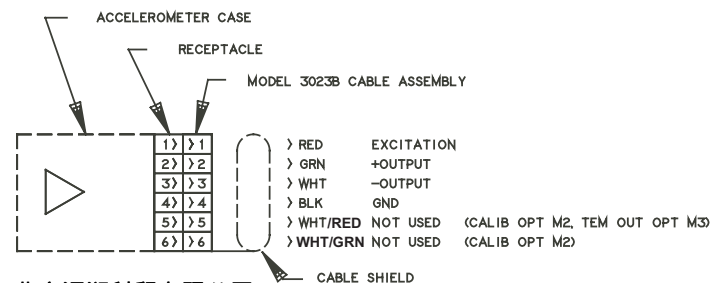 ACCELEROMETER CASE
RECEPTACLE
MODEL 3023B CABLE ASSEMBLY
1 1 RED EXCITATION
2 2 GRN +OUTPUT
3 3 WHT -OUTPUT
4 4 BLK GND
5 5 WHT/RED NOT USED (CALIB OPT M2, TEM OUT OPT M3)
6 6 WHT/GRN NOT USED (CALIB OPT M2)
CABLE SHIELD